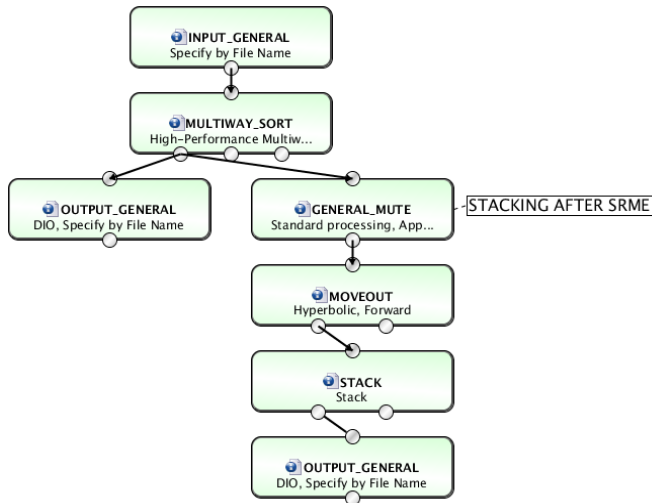 INPUT_GENERAL
Specify by File Name
MULTIWAY_SORT
High-Performance Multiw...
OUTPUT_GENERAL
DIO, Specify by File Name
GENERAL_MUTE
Standard processing, App...
STACKING AFTER SRME
MOVEOUT
Hyperbolic, Forward
STACK
Stack
OUTPUT_GENERAL
DIO, Specify by File Name